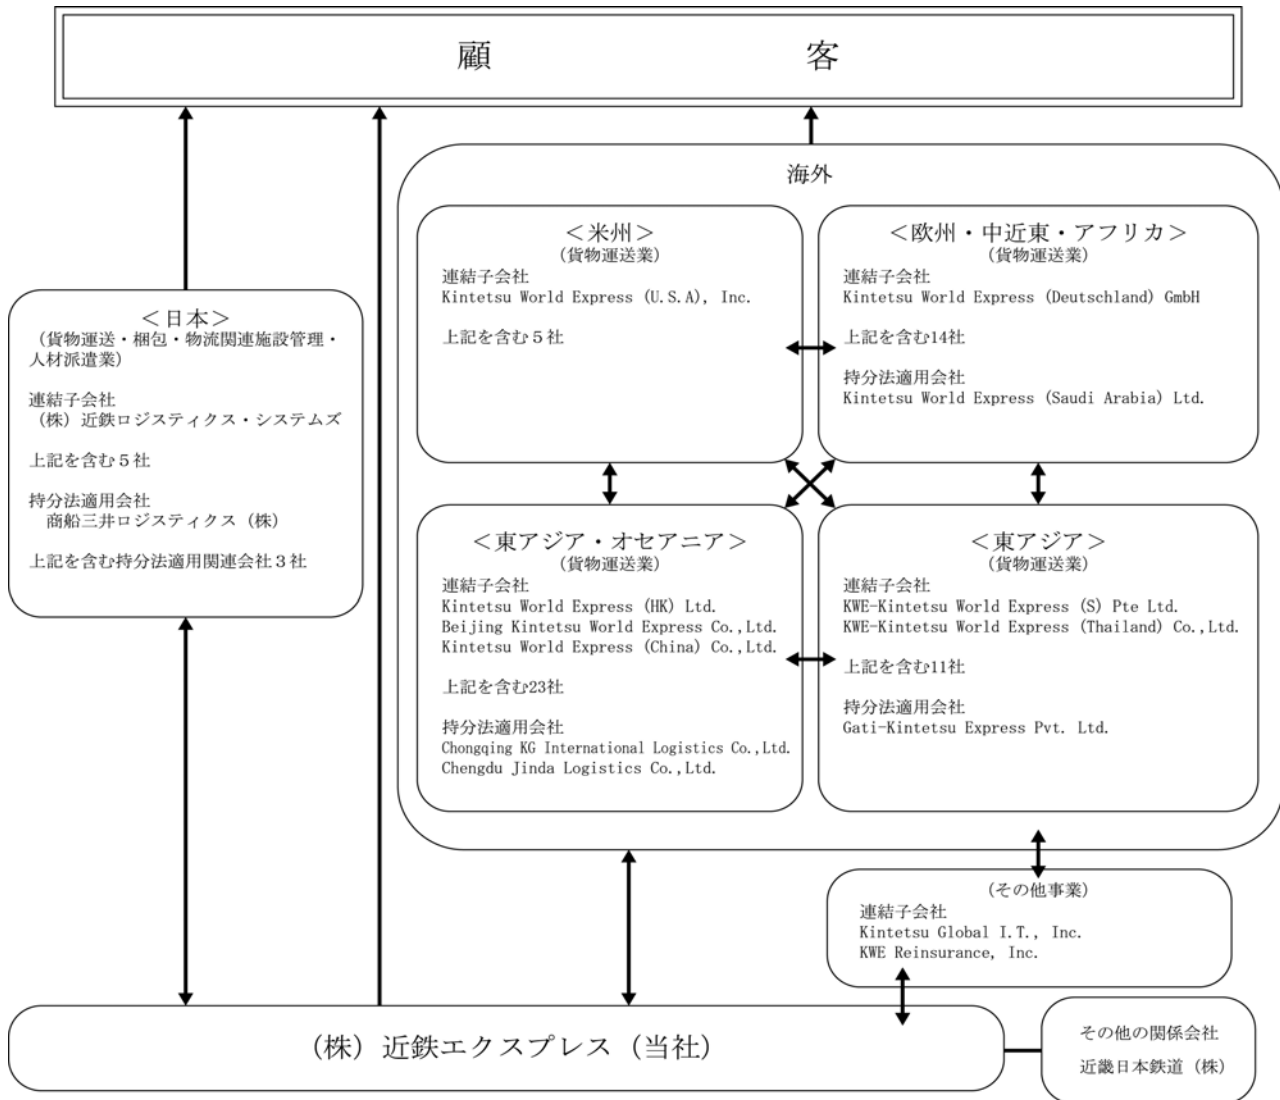 顧客
海外
＜米州＞
(貨物運送業)
連結子会社
Kintetsu World Express (U.S.A), Inc.
上記を含む５社
＜欧州・中近東・アフリカ＞
(貨物運送業)
連結子会社
Kintetsu World Express (Deutschland) GmbH
上記を含む14社
持分法適用会社
Kintetsu World Express (Saudi Arabia) Ltd.
＜日本＞
（貨物運送・梱包・物流関連施設管理・
人材派遣業）
連結子会社
（株）近鉄ロジスティクス・システムズ
上記を含む５社
持分法適用会社
商船三井ロジスティクス（株）
上記を含む持分法適用関連会社３社
＜東アジア・オセアニア＞
(貨物運送業)
連結子会社
Kintetsu World Express (HK) Ltd.
Beijing Kintetsu World Express Co.,Ltd.
Kintetsu World Express (China) Co.,Ltd.
上記を含む23社
持分法適用会社
Chongqing KG International Logistics Co.,Ltd.
Chengdu Jinda Logistics Co.,Ltd.
＜東アジア＞
(貨物運送業)
連結子会社
KWE-Kintetsu World Express (S) Pte Ltd.
KWE-Kintetsu World Express (Thailand) Co.,Ltd.
上記を含む11社
持分法適用会社
Gati-Kintetsu Express Pvt. Ltd.
(その他事業)
連結子会社
Kintetsu Global I.T., Inc.
KWE Reinsurance, Inc.
（株）近鉄エクスプレス（当社）
その他の関係会社
近畿日本鉄道（株）